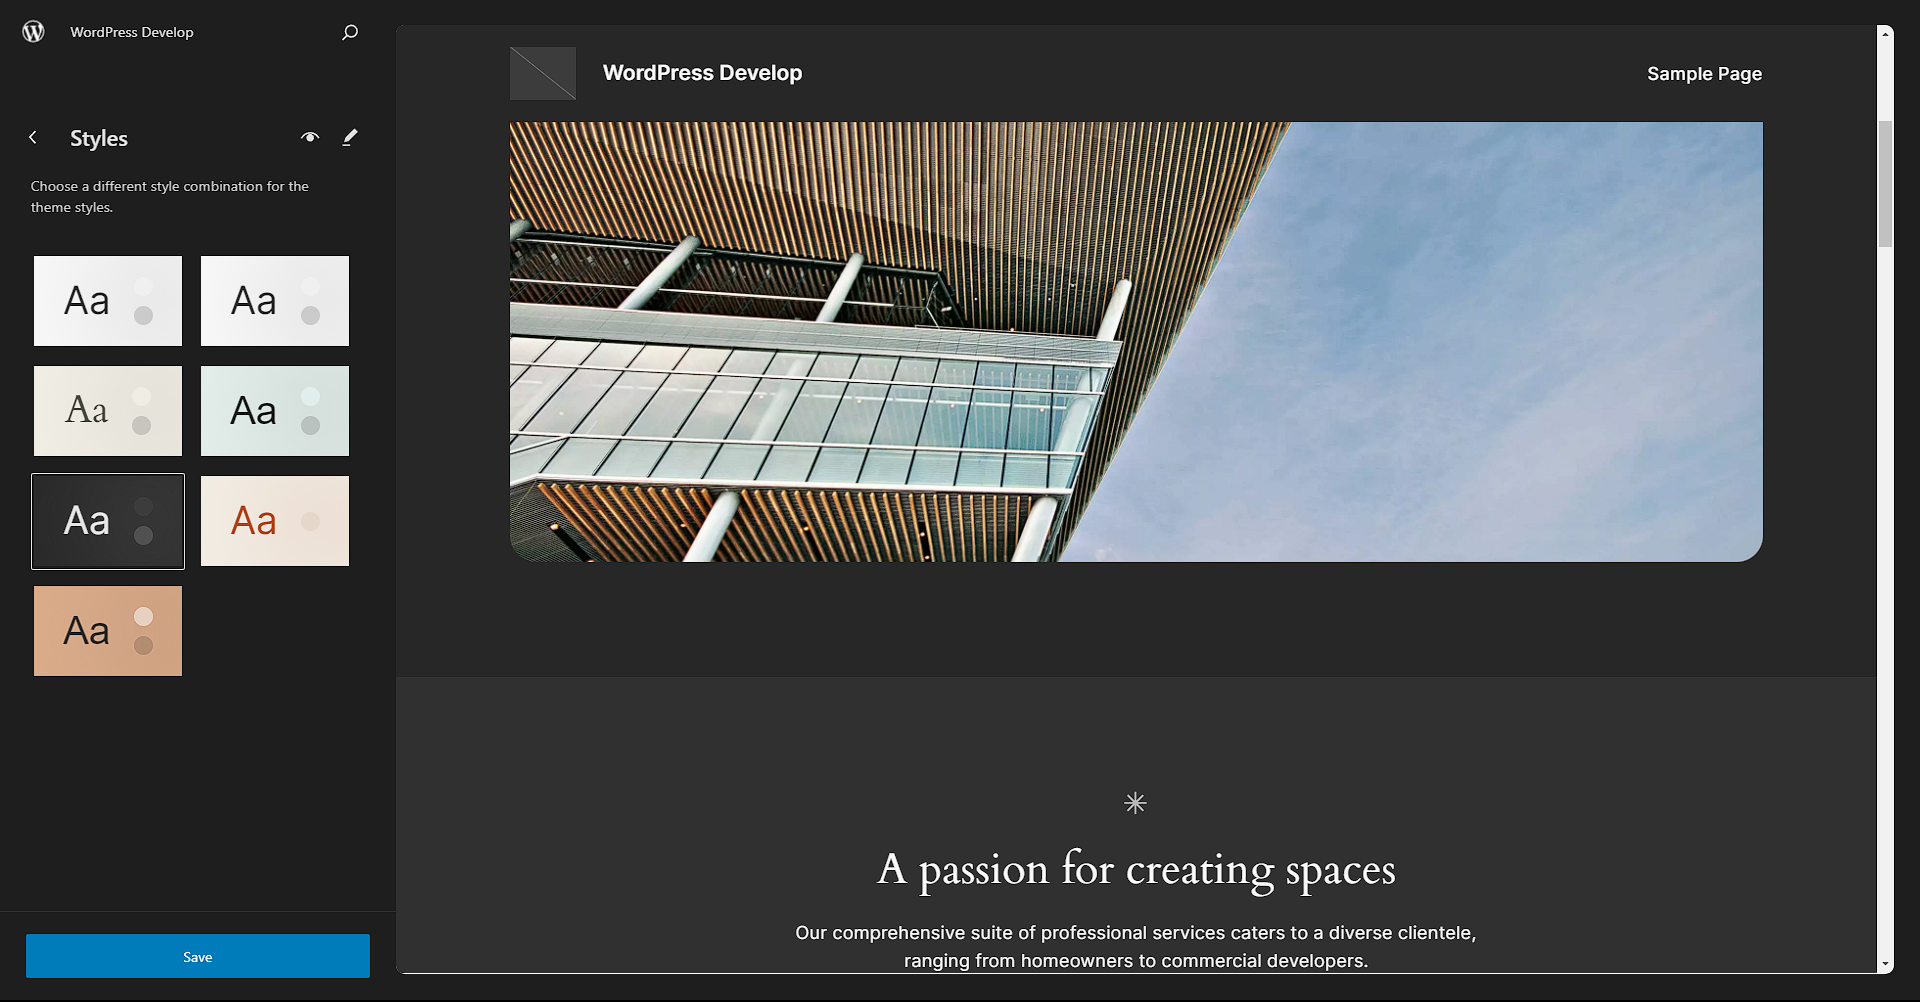 WordPress Develop
Styles
Choose a different style combination for the
theme styles.
Aa
Aa
Aa
Aa
Aa
Aa
Aa
Save
WordPress Develop
Sample Page
A passion for creating spaces
Our comprehensive suite of professional services caters to a diverse clientele,
ranging from homeowners to commercial developers.